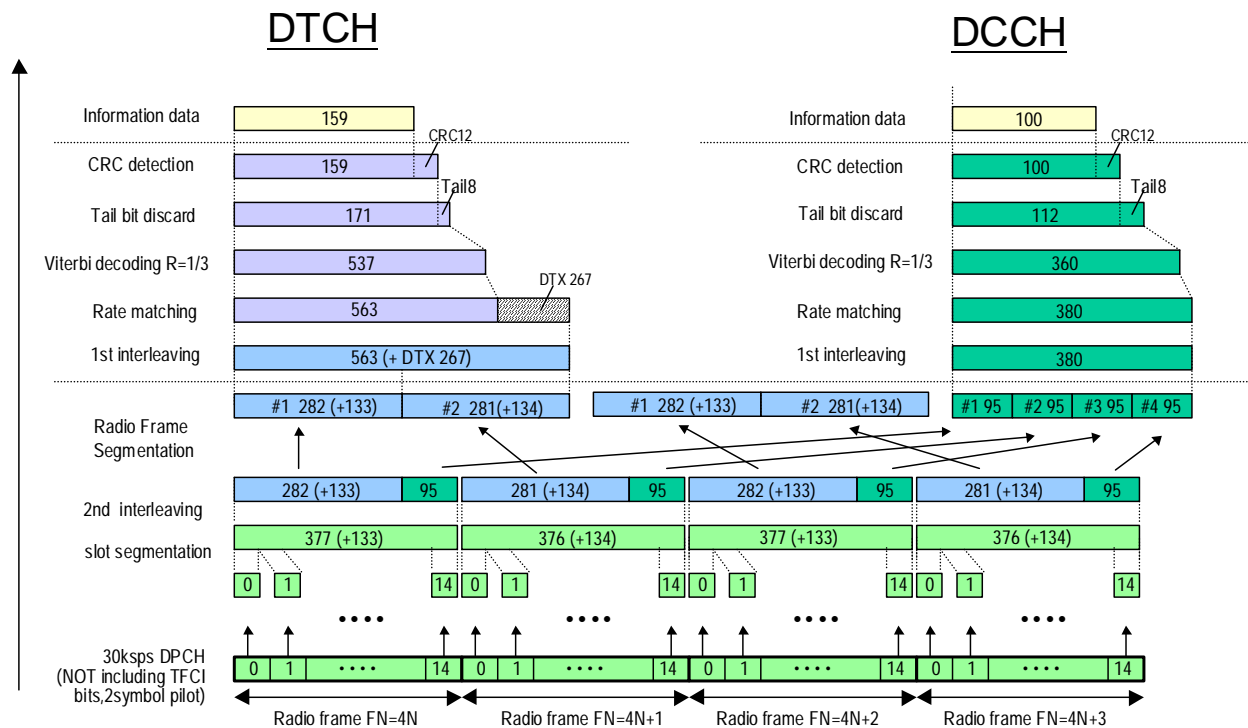 DTCH
DCCH
Information data
159
Information data
100
CRC12
CRC12
CRC detection
159
CRC detection
100
Tail8
Tail8
Tail bit discard
171
Tail bit discard
112
Viterbi decoding R=1/3
537
Viterbi decoding R=1/3
360
DTX 267
Rate matching
563
Rate matching
380
1st interleaving
563 (+ DTX 267)
1st interleaving
380
#1 282 (+133)
#2 281(+134)
#1 282 (+133)
#2 281(+134)
#1 95
#2 95
#3 95
#4 95
Radio Frame
Segmentation
282 (+133)
95
281 (+134)
95
282 (+133)
95
281 (+134)
95
2nd interleaving
377 (+133)
376 (+134)
377 (+133)
376 (+134)
slot segmentation
0
1
14
0
1
14
0
1
14
0
1
14
• • • •
• • • •
• • • •
• • • •
30ksps DPCH
(NOT including TFCI
bits,2symbol pilot)
0
1
• • • •
14
0
1
• • • •
14
0
1
• • • •
14
0
1
• • • •
14
Radio frame FN=4N
Radio frame FN=4N+1
Radio frame FN=4N+2
Radio frame FN=4N+3